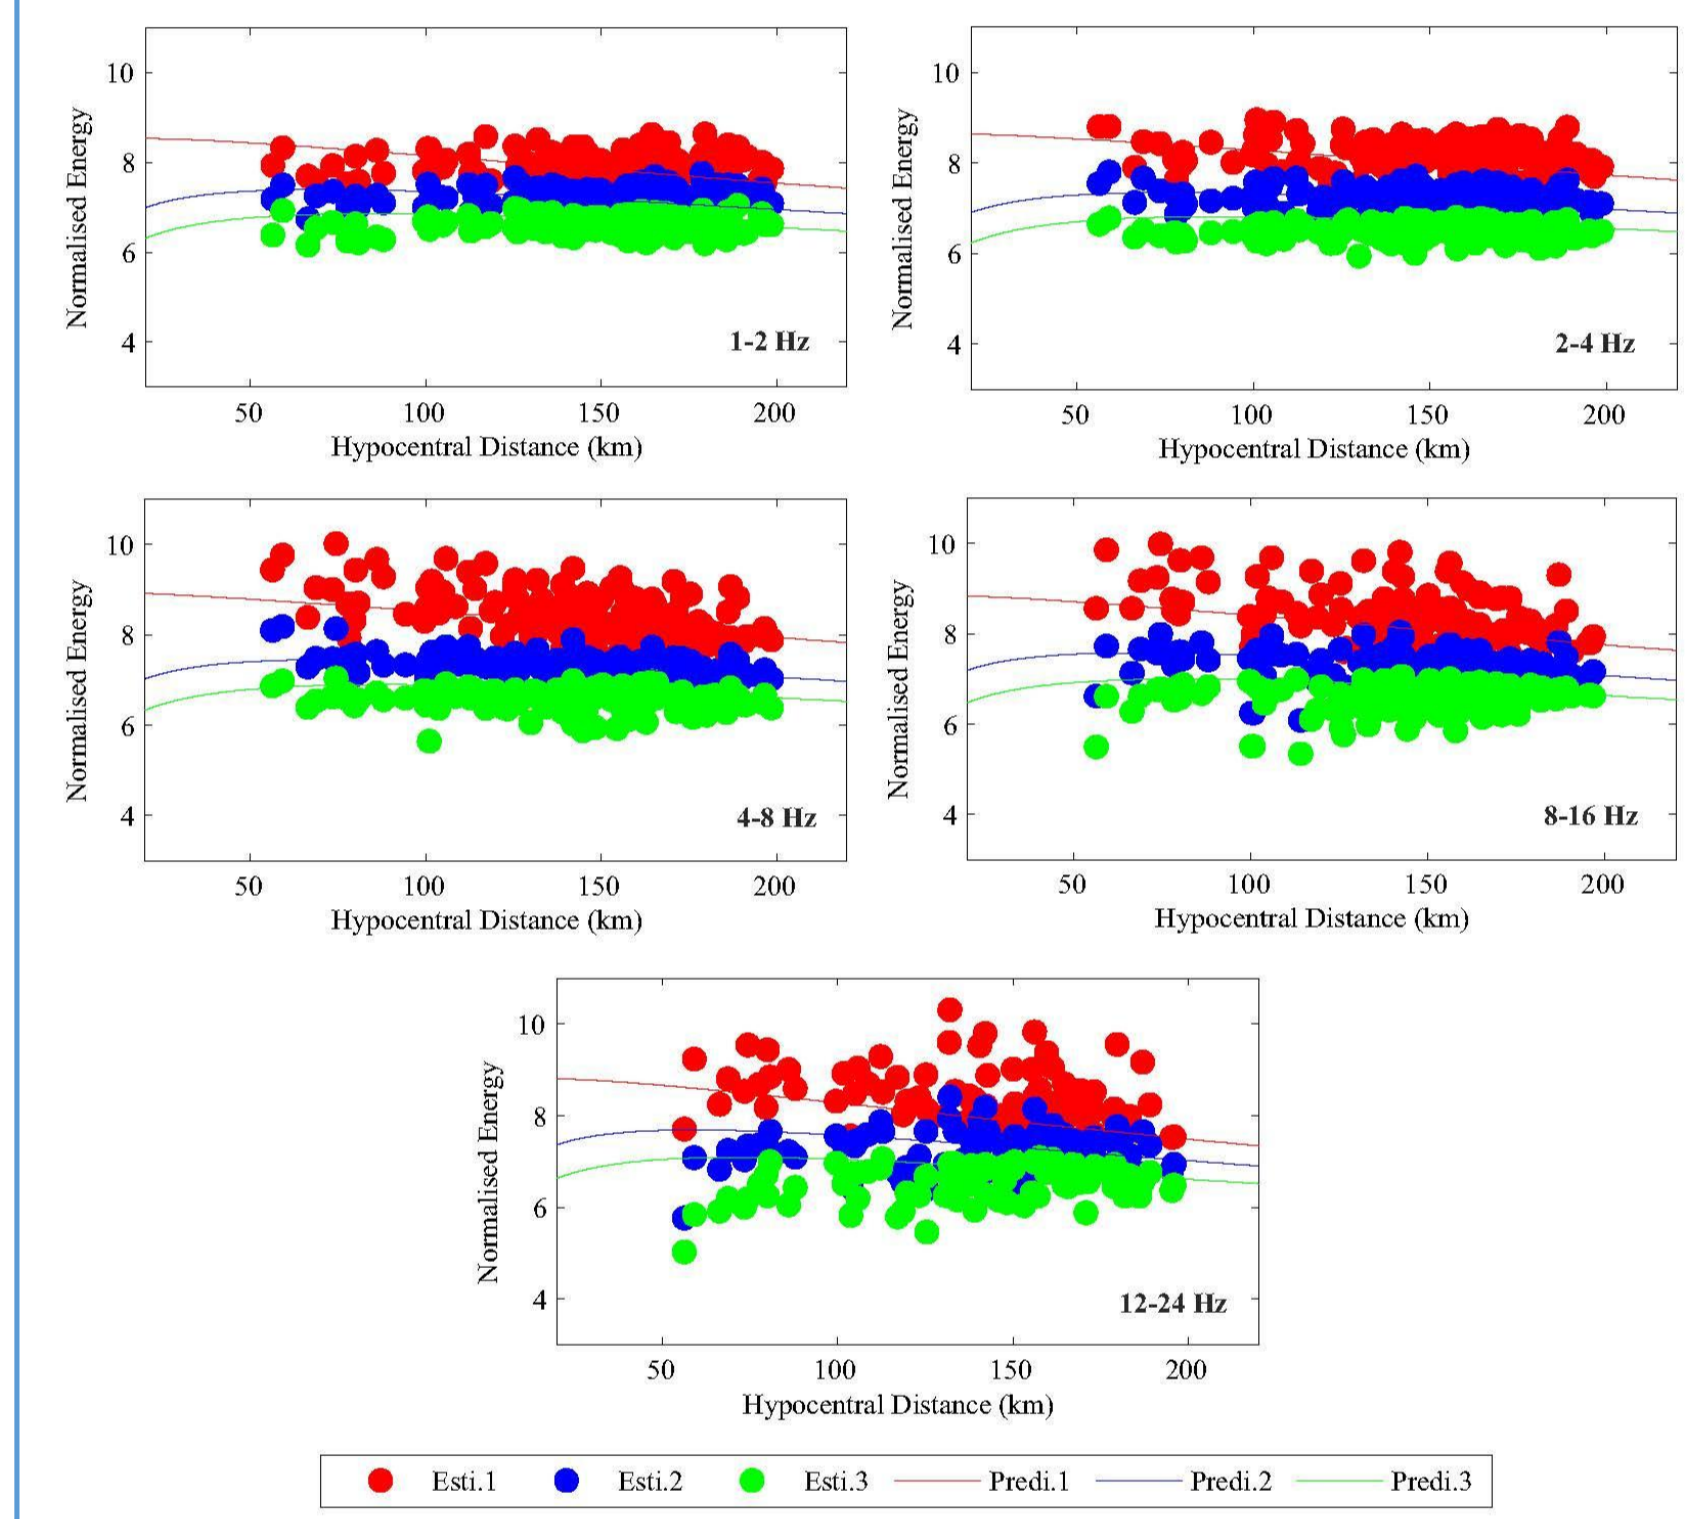 10
8
6
4
Normalised Energy
1-2 Hz
50 100 150 200
Hypocentral Distance (km)
10
8
6
4
Normalised Energy
2-4 Hz
50 100 150 200
Hypocentral Distance (km)
10
8
6
4
Normalised Energy
4-8 Hz
50 100 150 200
Hypocentral Distance (km)
10
8
6
4
Normalised Energy
8-16 Hz
50 100 150 200
Hypocentral Distance (km)
10
8
6
4
Normalised Energy
12-24 Hz
50 100 150 200
Hypocentral Distance (km)
Esti.1 Esti.2 Esti.3 Predi.1 Predi.2 Predi.3